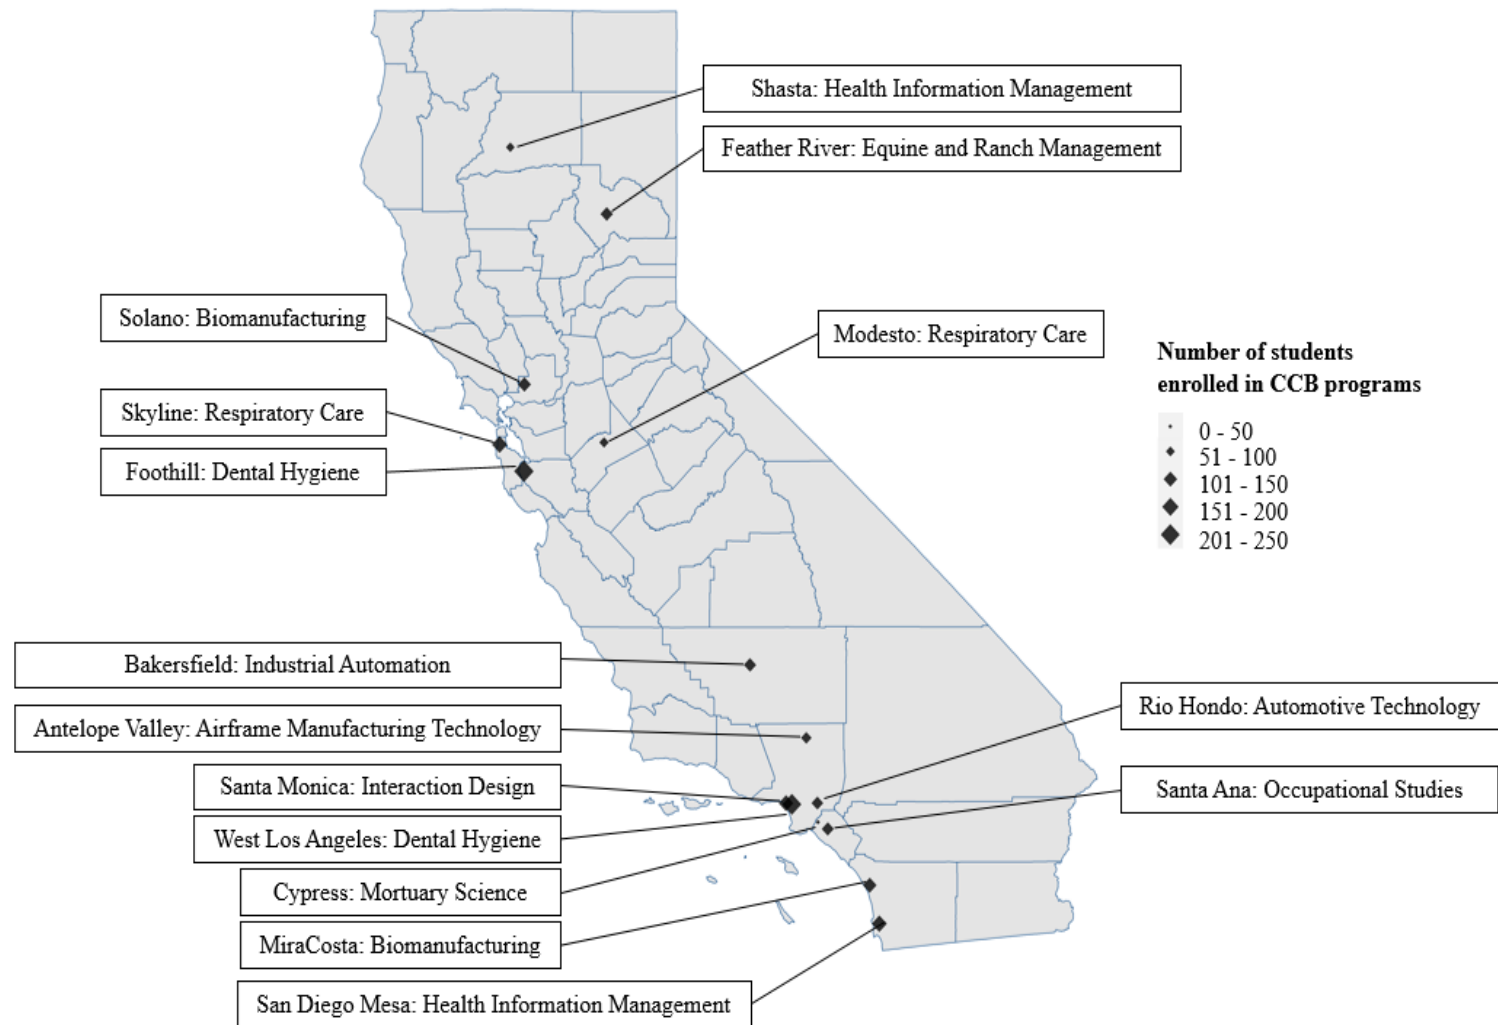 Shasta: Health Information Management
Feather River: Equine and Ranch Management
Solano: Biomanufacturing
Modesto: Respiratory Care
Skyline: Respiratory Care
Foothill: Dental Hygiene
Number of students
enrolled in CCB programs
0 - 50
51 - 100
101 - 150
151 - 200
201 - 250
Bakersfield: Industrial Automation
Antelope Valley: Airframe Manufacturing Technology
Santa Monica: Interaction Design
West Los Angeles: Dental Hygiene
Cypress: Mortuary Science
MiraCosta: Biomanufacturing
San Diego Mesa: Health Information Management
Rio Hondo: Automotive Technology
Santa Ana: Occupational Studies